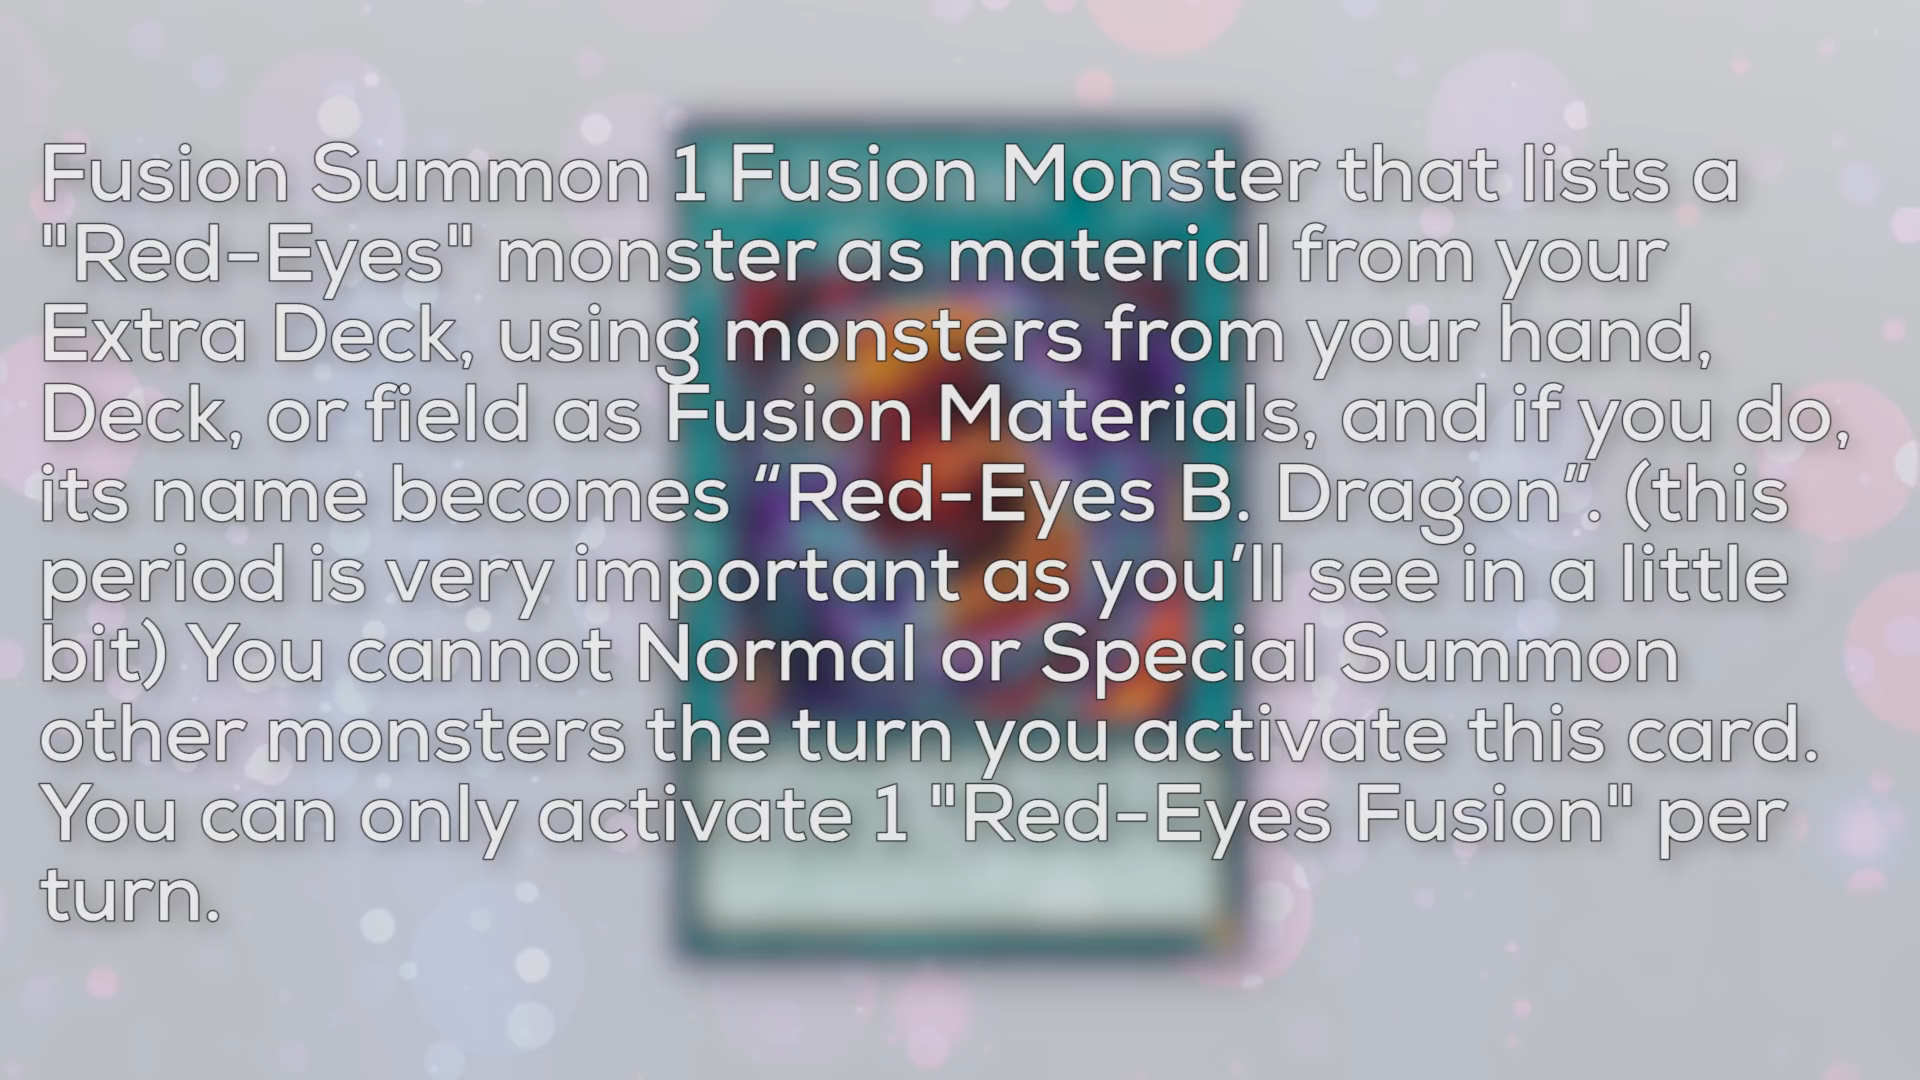 Fusion Summon 1 Fusion Monster that lists a
"Red-Eyes" monster as material from your
Extra Deck, using monsters from your hand,
Deck, or field as Fusion Materials, and if you do,
its name becomes “Red-Eyes B. Dragon”. (this
period is very important as you’ll see in a little
bit) You cannot Normal or Special Summon
other monsters the turn you activate this card.
You can only activate 1 "Red-Eyes Fusion" per
turn.